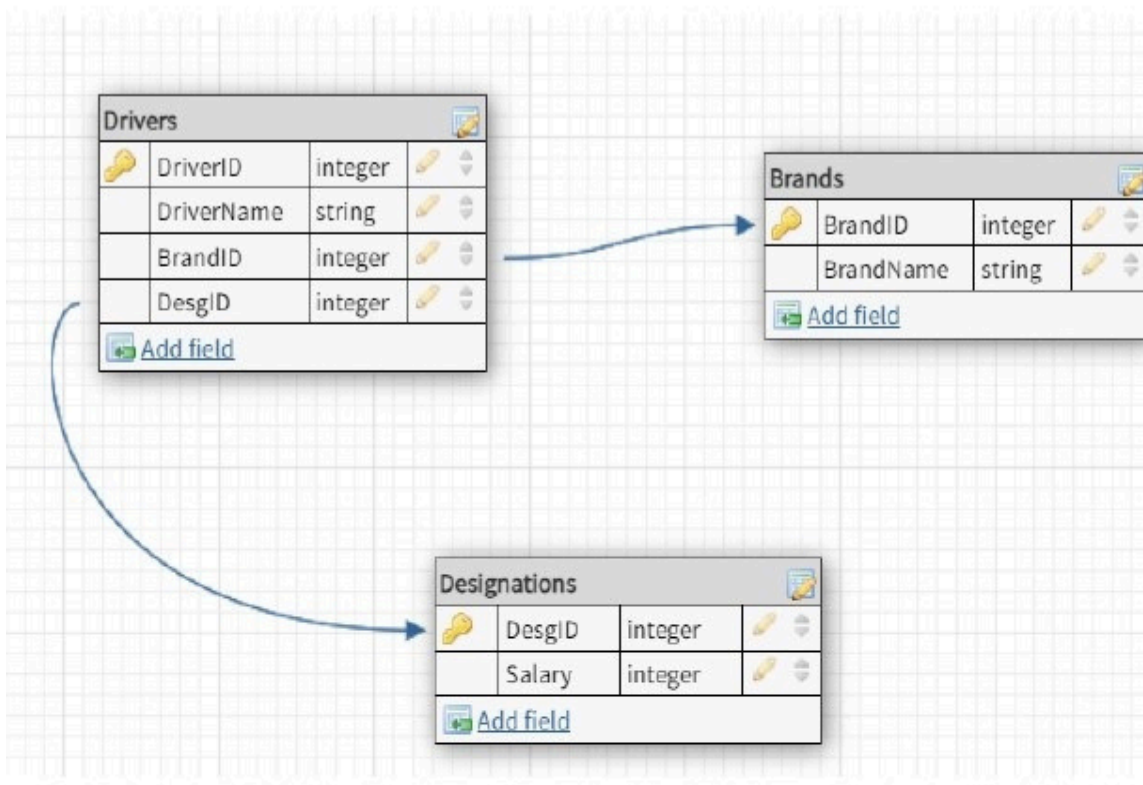 Drivers
DriverID integer
DriverName string
BrandID integer
DesgID integer
Add field
Brands
BrandID integer
BrandName string
Add field
Designations
DesgID integer
Salary integer
Add field